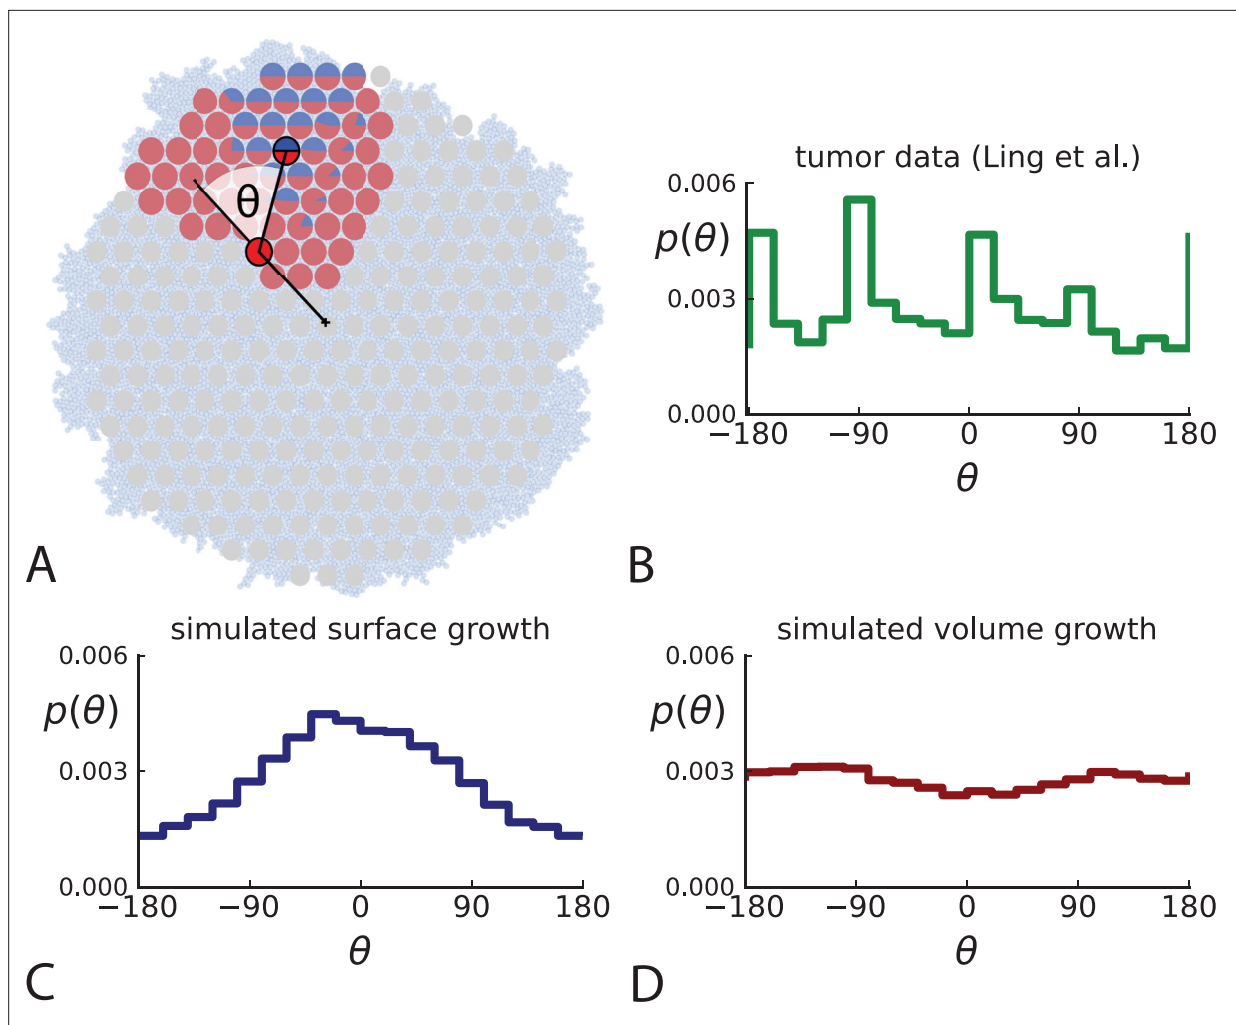 θ
A
tumor data (Ling et al.)
0.006
p(θ)
0.003
0.000
−180 −90 0 90 180
θ
B
simulated surface growth
0.006
p(θ)
0.003
0.000
−180 −90 0 90 180
θ
C
simulated volume growth
0.006
p(θ)
0.003
0.000
−180 −90 0 90 180
θ
D